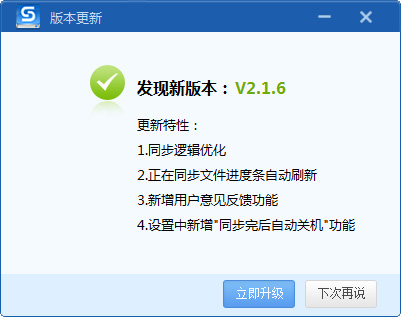 版本更新
发现新版本：V2.1.6
更新特性：
1.同步逻辑优化
2.正在同步文件进度条自动刷新
3.新增用户意见反馈功能
4.设置中新增"同步完后自动关机"功能
立即升级 下次再说